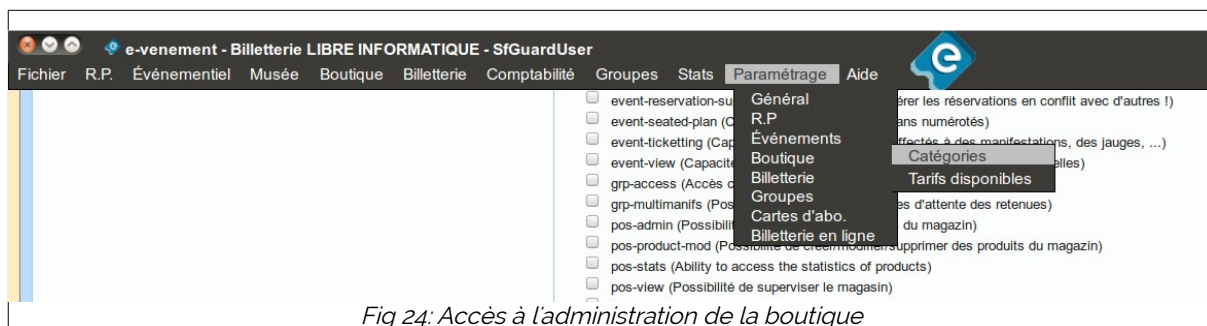 e-venement - Billetterie LIBRE INFORMATIQUE - SfGuardUser
Fichier R.P. Événementiel Musée Boutique Billetterie Comptabilité Groupes Stats Paramétrage Aide
event-reservation-su
érer les réservations en conflit avec d'autres !)
event-seated-plan (C
ans numérotés)
event-ticketting (Cap
affectés à des manifestations, des jauges, ...)
event-view (Capacité
elles)
grp-access (Accès
grp-multimanifs (Pos
es d'attente des retenues)
pos-admin (Possibilit
du magazin)
pos-product-mod (Possibilité de créer/modifier/supprimer des produits du magazin)
pos-stats (Ability to access the statistics of products)
pos-view (Possibilité de superviser le magasin)
Général
R.P
Événements
Boutique
Billetterie
Groupes
Cartes d'abo.
Billetterie en ligne
Catégories
Tarifs disponibles
e
Fig 24: Accès à l'administration de la boutique